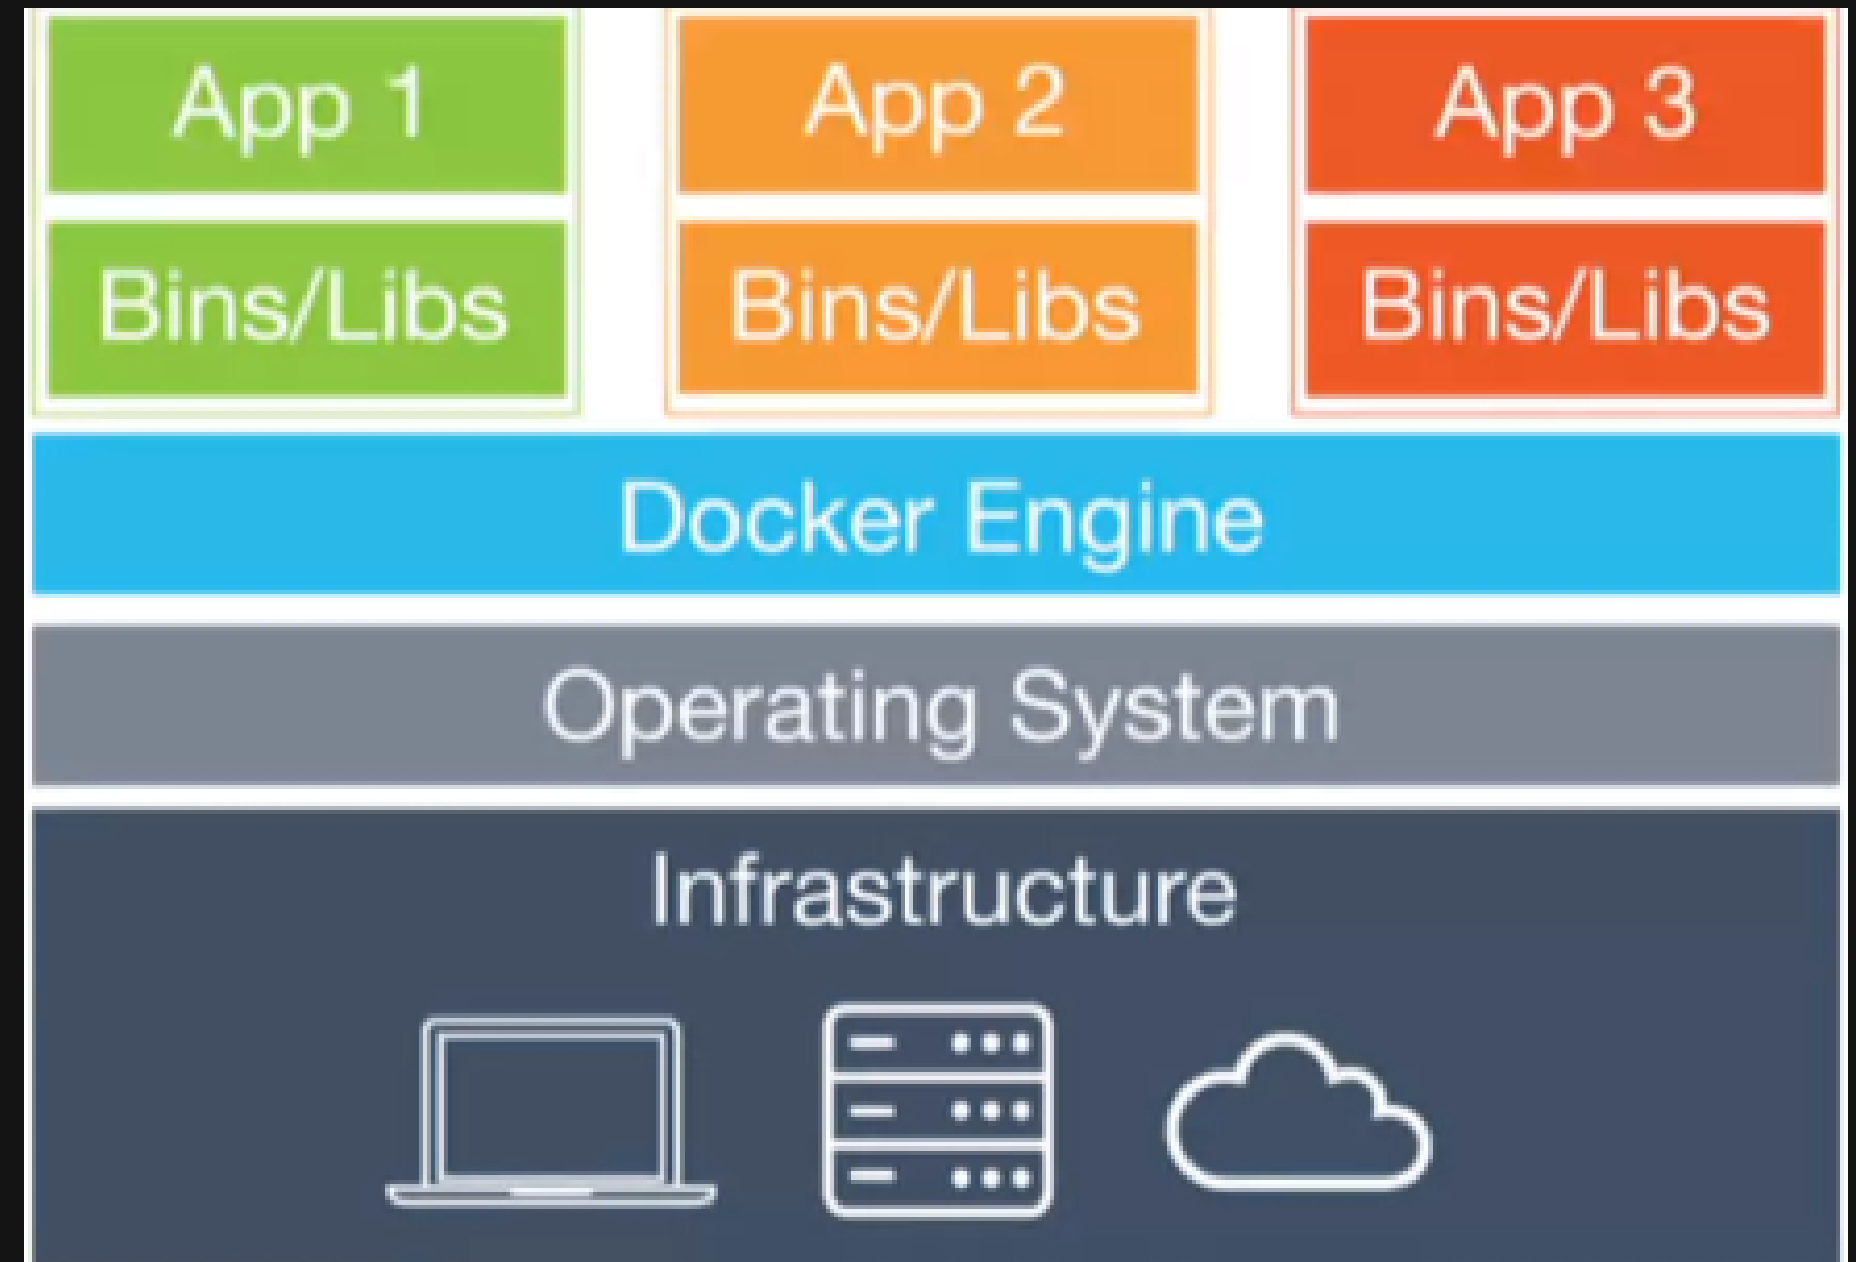 App 1
App 2
App 3
Bins/Libs
Bins/Libs
Bins/Libs
Docker Engine
Operating System
Infrastructure